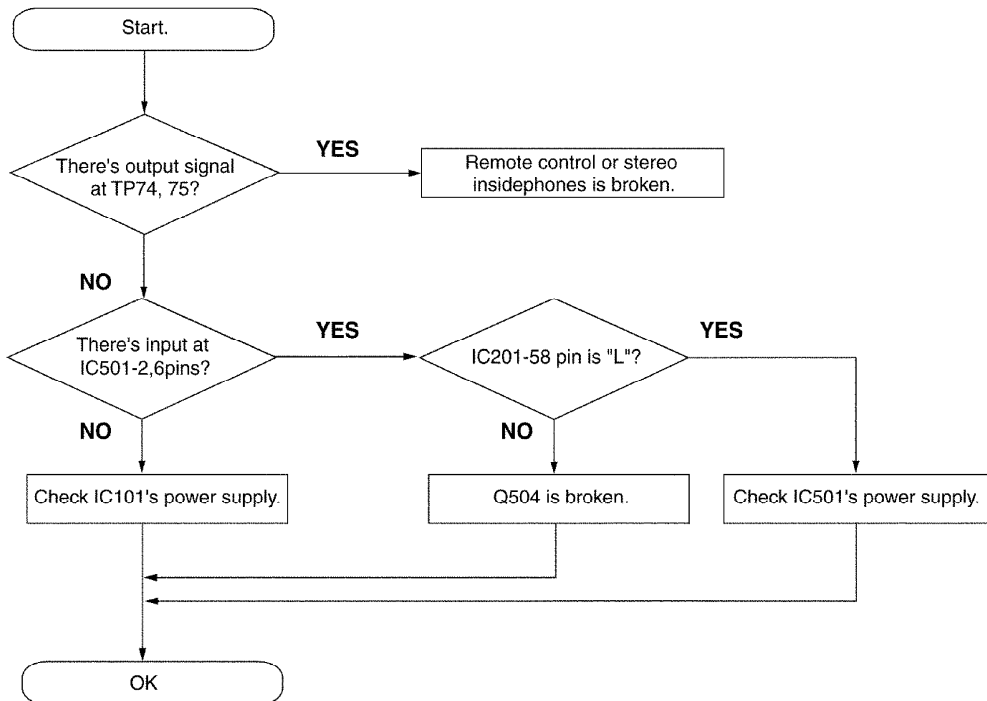 Start.
There's output signal
at TP74, 75?
YES
Remote control or stereo
insidephones is broken.
NO
There's input at
IC501-2,6pins?
YES
IC201-58 pin is "L"?
YES
NO
NO
Check IC101's power supply.
Q504 is broken.
Check IC501's power supply.
OK